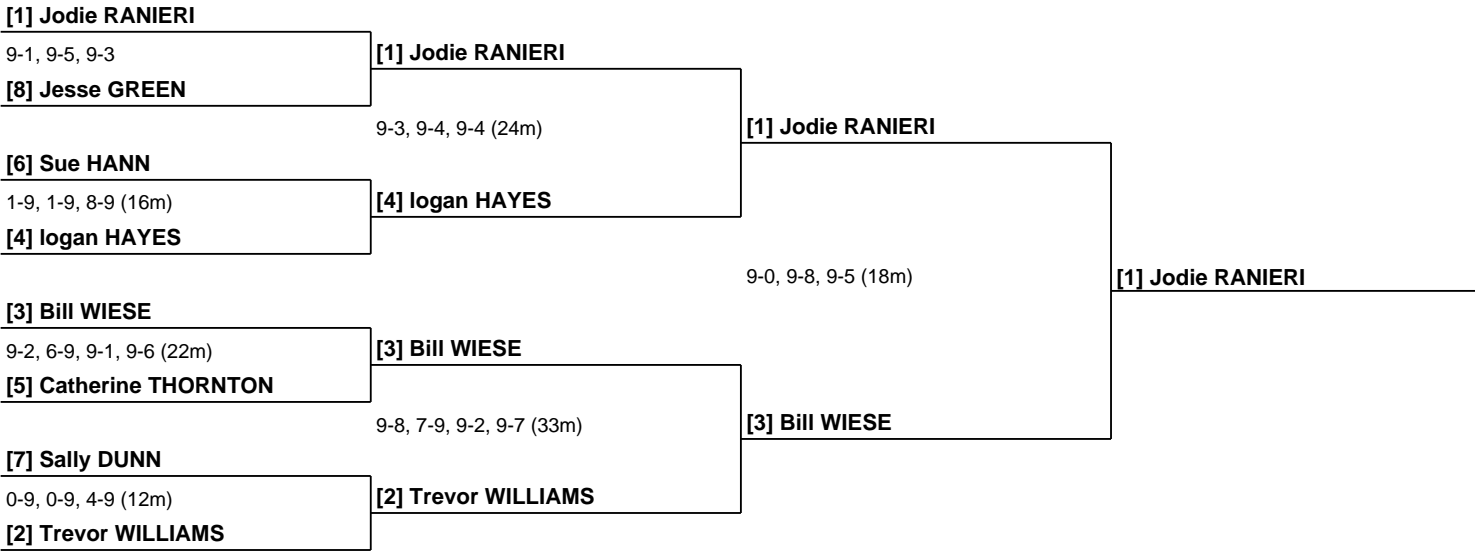 [1] Jodie RANIERI
9-1, 9-5, 9-3
[8] Jesse GREEN
[1] Jodie RANIERI
9-3, 9-4, 9-4 (24m)
[1] Jodie RANIERI
[6] Sue HANN
1-9, 1-9, 8-9 (16m)
[4] logan HAYES
[4] logan HAYES
9-0, 9-8, 9-5 (18m)
[1] Jodie RANIERI
[3] Bill WIESE
9-2, 6-9, 9-1, 9-6 (22m)
[5] Catherine THORNTON
[3] Bill WIESE
9-8, 7-9, 9-2, 9-7 (33m)
[3] Bill WIESE
[7] Sally DUNN
0-9, 0-9, 4-9 (12m)
[2] Trevor WILLIAMS
[2] Trevor WILLIAMS